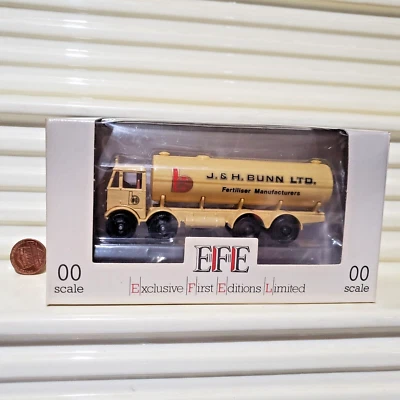 J. & H. BUNN LTD.
Fertiliser Manufacturers
b
EFE
00 scale
Exclusive First Editions Limited
00 scale